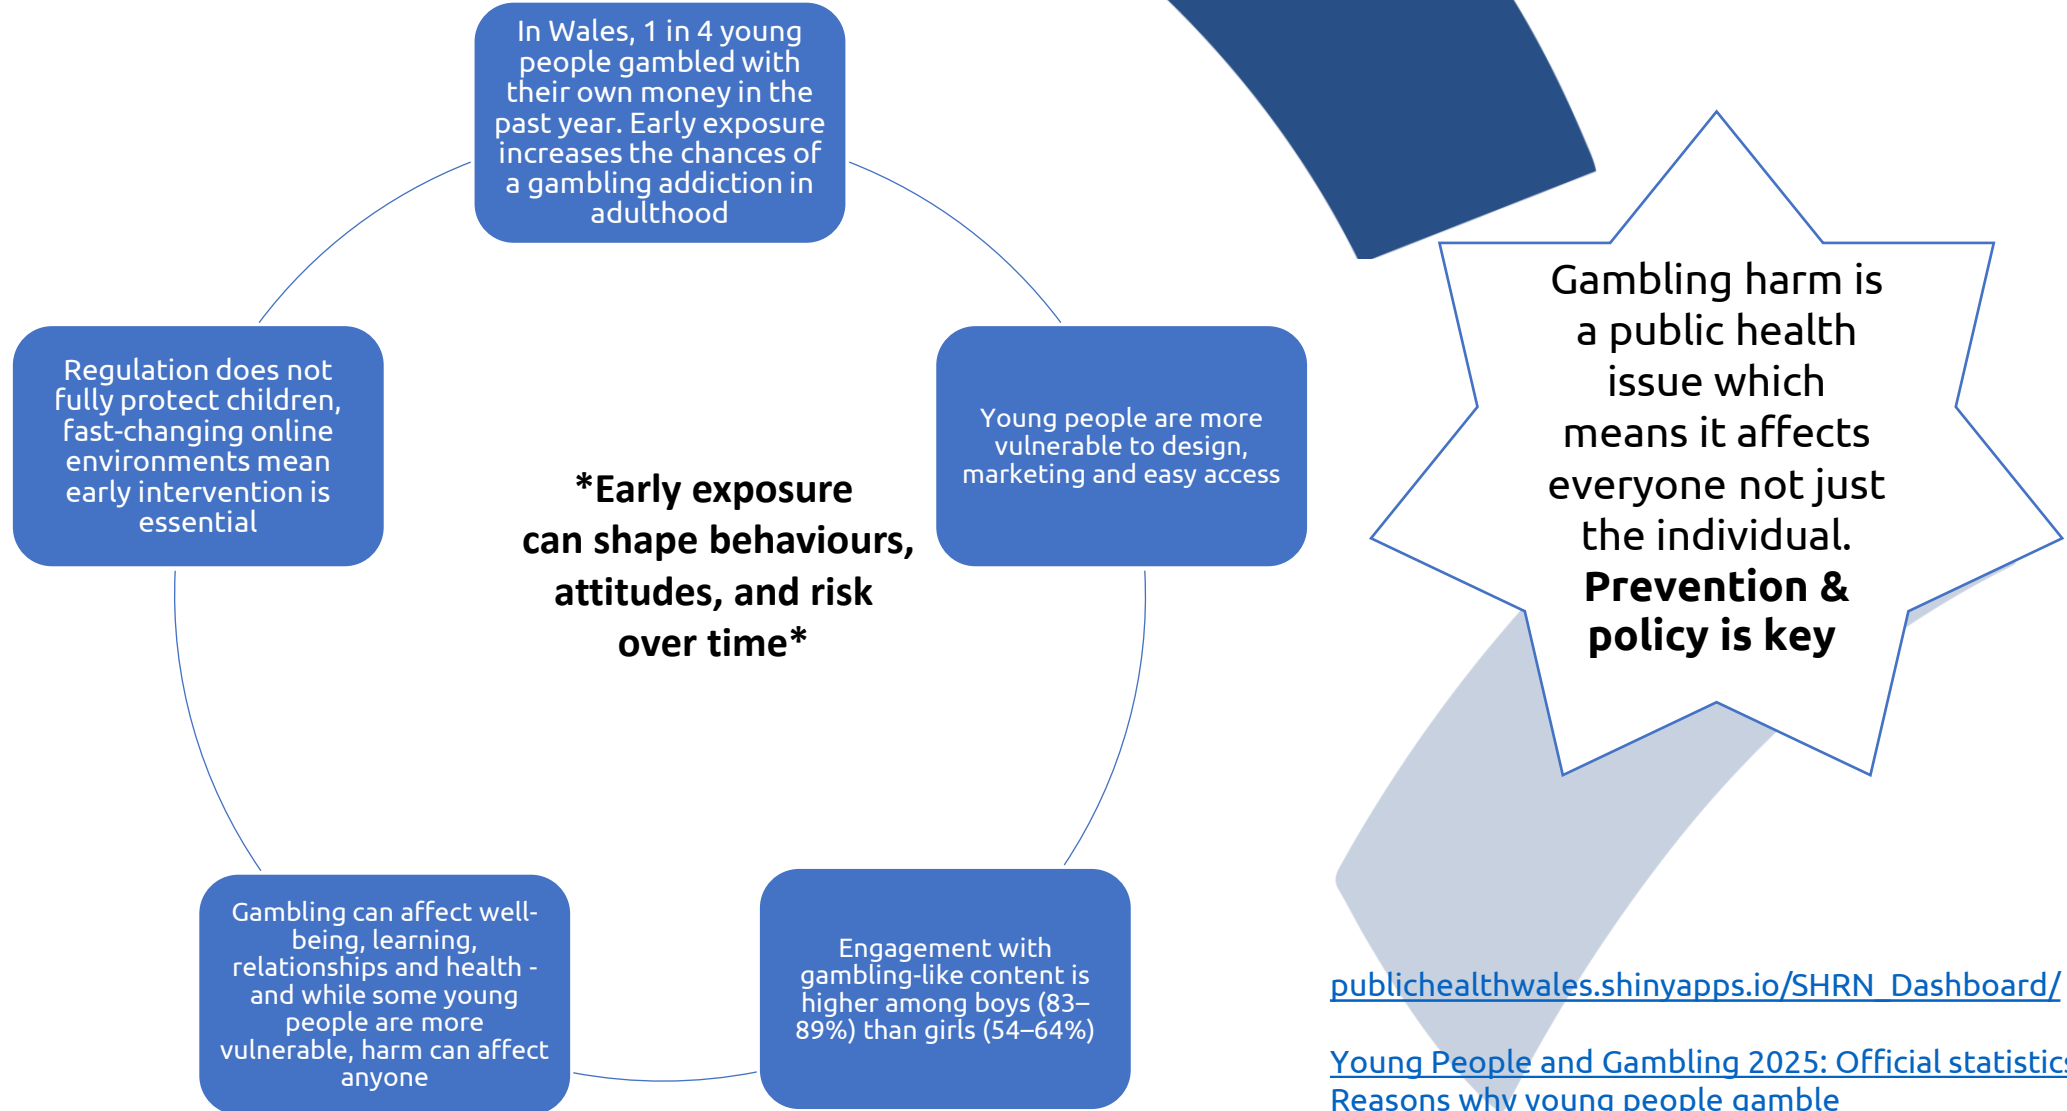 In Wales, 1 in 4 young
people gambled with
their own money in the
past year. Early exposure
increases the chances of
a gambling addiction in
adulthood
Young people are more
vulnerable to design,
marketing and easy access
Engagement with
gambling-like content is
higher among boys (83–
89%) than girls (54–64%)
Gambling can affect well-
being, learning,
relationships and health -
and while some young
people are more
vulnerable, harm can affect
anyone
Regulation does not
fully protect children,
fast-changing online
environments mean
early intervention is
essential
*Early exposure
can shape behaviours,
attitudes, and risk
over time*
Gambling harm is
a public health
issue which
means it affects
everyone not just
the individual.
Prevention &
policy is key
publichealthwales.shinyapps.io/SHRN_Dashboard/
Young People and Gambling 2025: Official statistics
Reasons why young people gamble